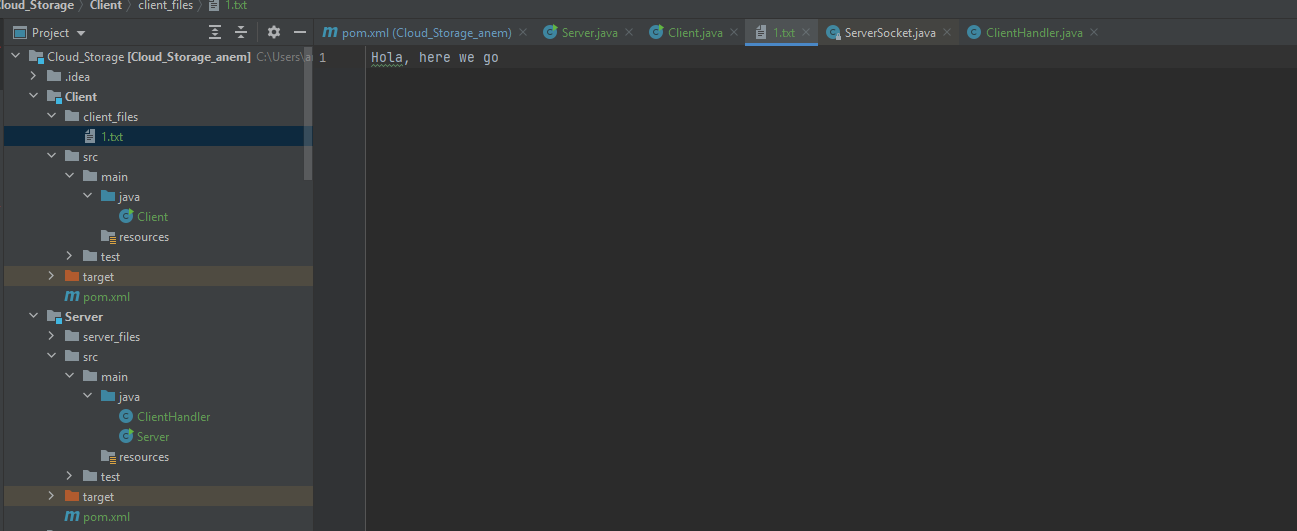 Cloud_Storage Client client_files 1.txt
Project
pom.xml (Cloud_Storage_anem) Server.java Client.java 1.txt ServerSocket.java ClientHandler.java
Cloud_Storage [Cloud_Storage_anem] C:\Users\
.idea
Client
client_files
1.txt
src
main
java
Client
resources
test
target
pom.xml
Server
server_files
src
main
java
ClientHandler
Server
resources
test
target
pom.xml
1 Hola, here we go